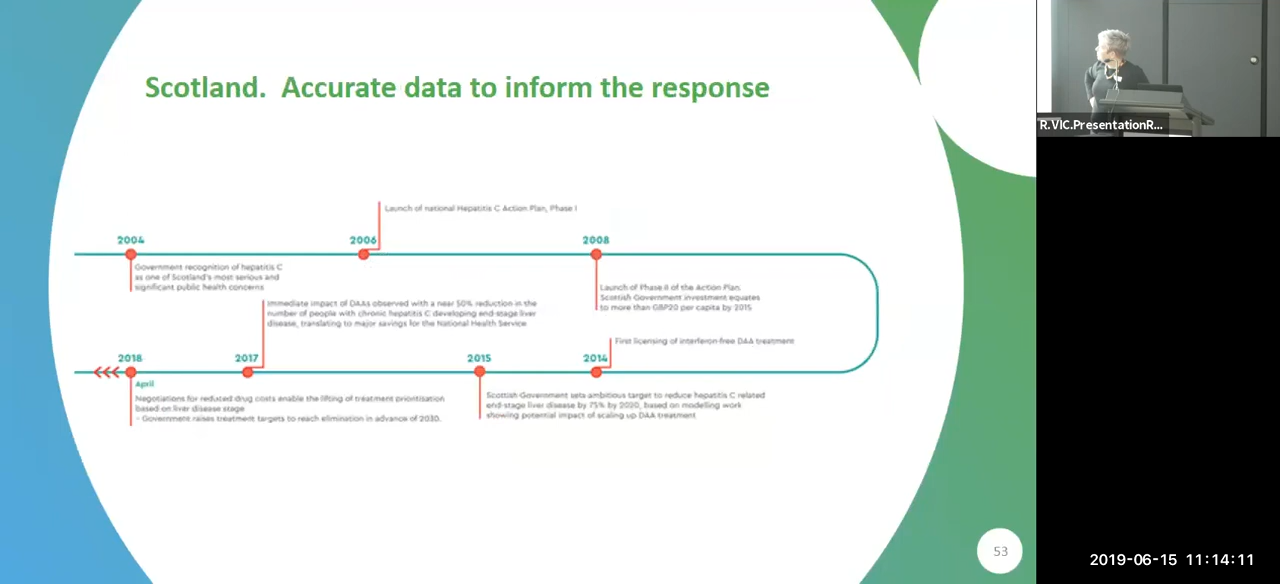 Scotland.  Accurate data to inform the response
Launch of national Hepatitis C Action Plan, Phase I
2004
2006
2008
Government recognition of hepatitis C
as one of Scotland's most serious and
significant public health concerns
Launch of Phase II of the Action Plan.
Scottish Government investment equates
to more than GBP20 per capita by 2015
Immediate impact of DAAs observed with a near 50% reduction in the
number of people with chronic hepatitis C developing end-stage liver
disease, translating to major savings for the National Health Service
First licensing of interferon-free DAA treatment
2018
2017
2015
2014
April
Negotiations for reduced drug costs enable the lifting of treatment prioritisation
based on liver disease stage
- Government raises treatment targets to reach elimination in advance of 2030.
Scottish Government sets ambitious target to reduce hepatitis C related
end-stage liver disease by 75% by 2020, based on modelling work
showing potential impact of scaling up DAA treatment
53
R.VIC.PresentationR...
2019-06-15 11:14:11